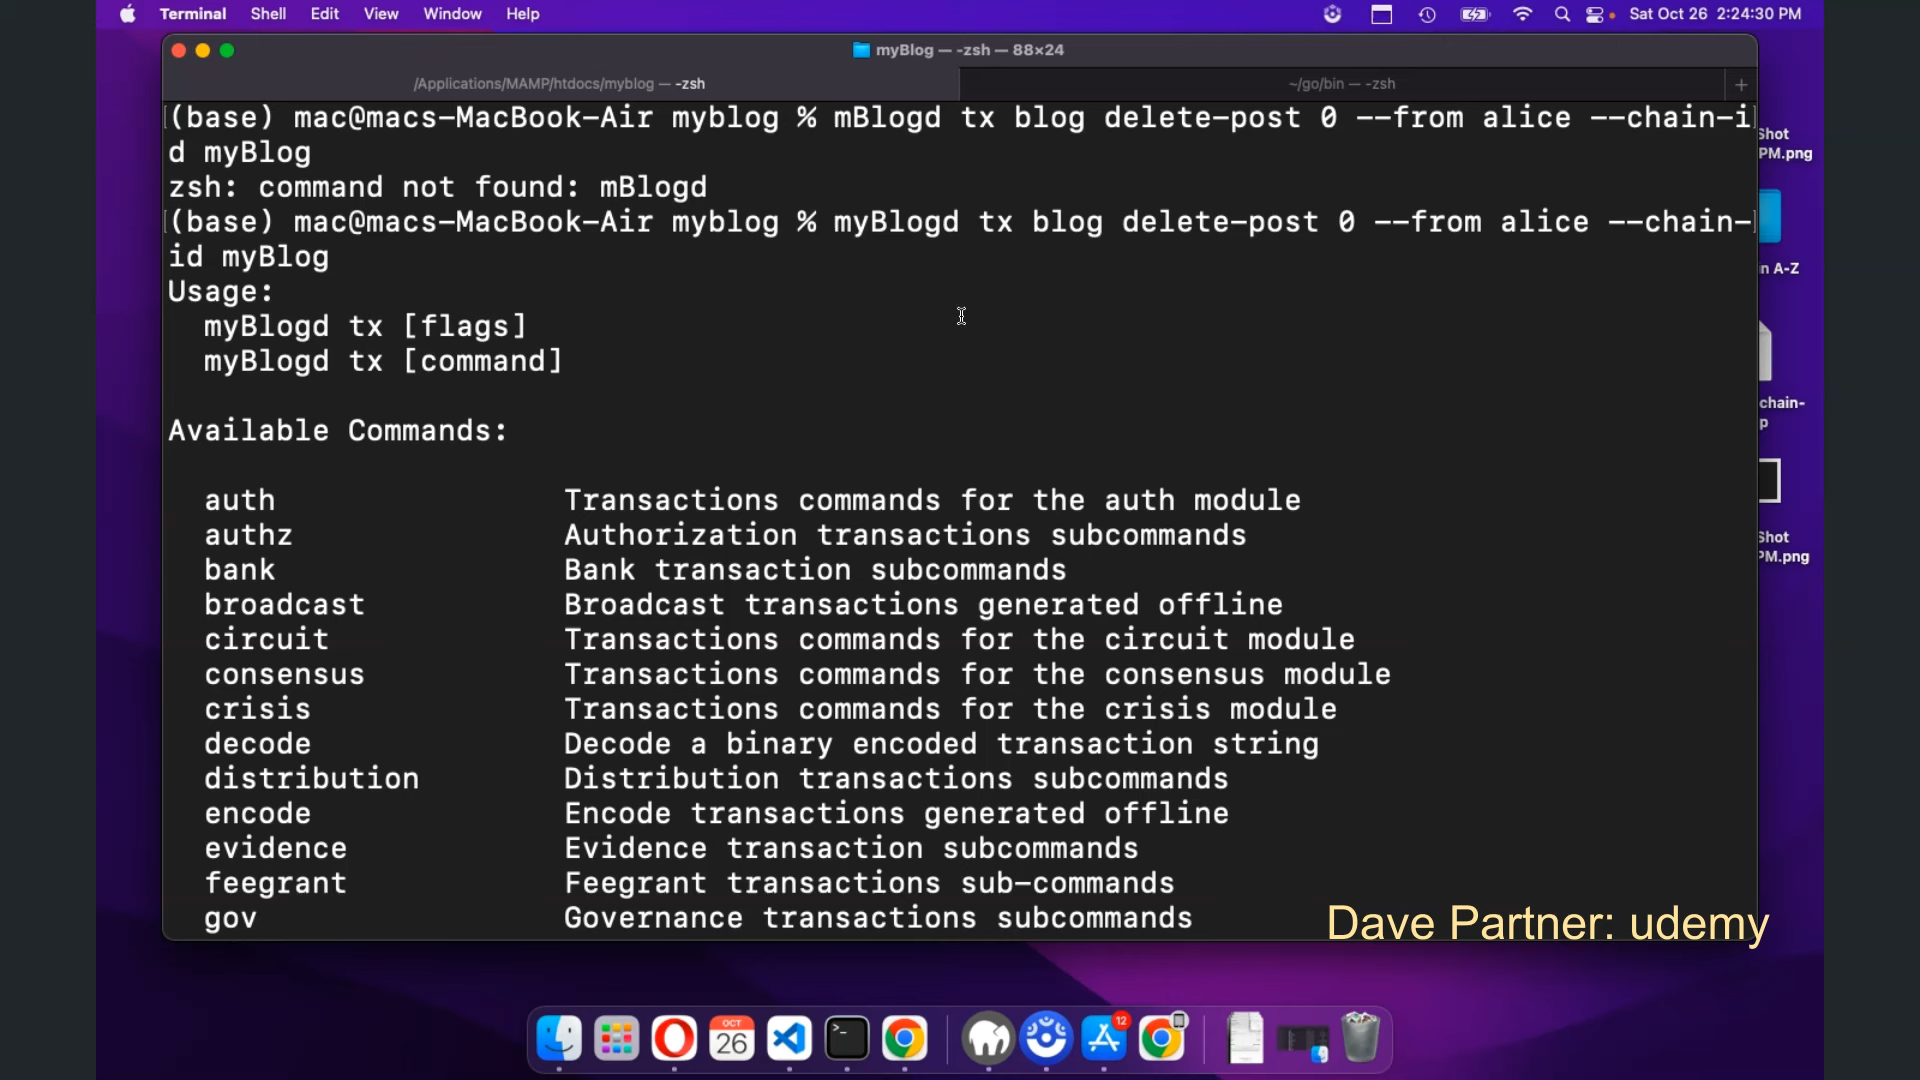 Terminal Shell Edit View Window Help Sat Oct 26 2:24:30 PM
myBlog — -zsh — 88×24
/Applications/MAMP/htdocs/myblog — -zsh ~/go/bin — -zsh +
(base) mac@macs-MacBook-Air myblog % mBlogd tx blog delete-post 0 --from alice --chain-i
d myBlog
zsh: command not found: mBlogd
(base) mac@macs-MacBook-Air myblog % myBlogd tx blog delete-post 0 --from alice --chain-
id myBlog
Usage:
myBlogd tx [flags]
myBlogd tx [command]
Available Commands:
auth Transactions commands for the auth module
authz Authorization transactions subcommands
bank Bank transaction subcommands
broadcast Broadcast transactions generated offline
circuit Transactions commands for the circuit module
consensus Transactions commands for the consensus module
crisis Transactions commands for the crisis module
decode Decode a binary encoded transaction string
distribution Distribution transactions subcommands
encode Encode transactions generated offline
evidence Evidence transaction subcommands
feegrant Feegrant transactions sub-commands
gov Governance transactions subcommands
Shot
PM.png
in A-Z
chain-
p
Shot
PM.png
Dave Partner: udemy
OCT
26
12